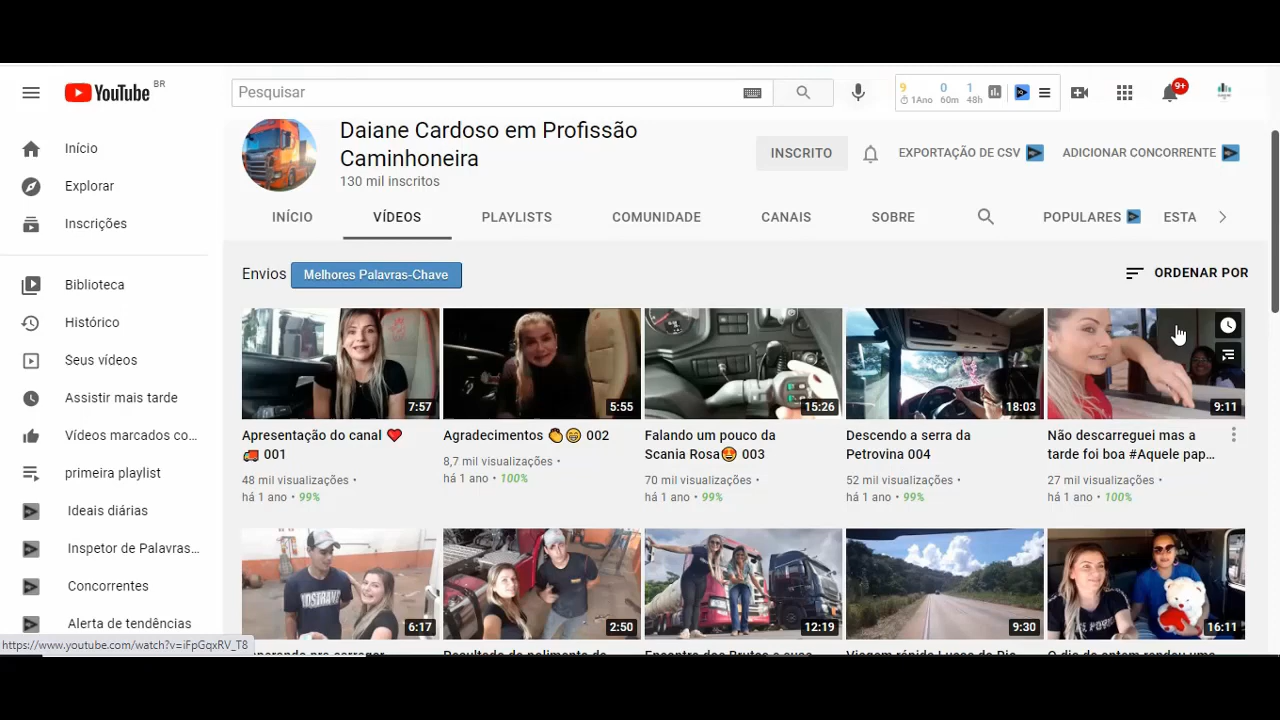 YouTube BR
Pesquisar
9 0 1
1Ano 60m 48h
9+
Início
Explorar
Inscrições
Biblioteca
Histórico
Seus vídeos
Assistir mais tarde
Vídeos marcados co...
primeira playlist
Ideais diárias
Inspetor de Palavras...
Concorrentes
Alerta de tendências
https://www.youtube.com/watch?v=iFpGqxRV_T8
Daiane Cardoso em Profissão
Caminhoneira
130 mil inscritos
INSCRITO
EXPORTAÇÃO DE CSV
ADICIONAR CONCORRENTE
INÍCIO VÍDEOS PLAYLISTS COMUNIDADE CANAIS SOBRE POPULARES ESTA
Envios Melhores Palavras-Chave
ORDENAR POR
7:57
Apresentação do canal ❤️
🚚 001
48 mil visualizações •
há 1 ano • 99%
5:55
Agradecimentos 👏😁 002
8,7 mil visualizações •
há 1 ano • 100%
15:26
Falando um pouco da
Scania Rosa🤩 003
70 mil visualizações •
há 1 ano • 99%
18:03
Descendo a serra da
Petrovina 004
52 mil visualizações •
há 1 ano • 99%
9:11
Não descarreguei mas a
tarde foi boa #Aquele pap...
27 mil visualizações •
há 1 ano • 100%
6:17
2:50
12:19
9:30
16:11